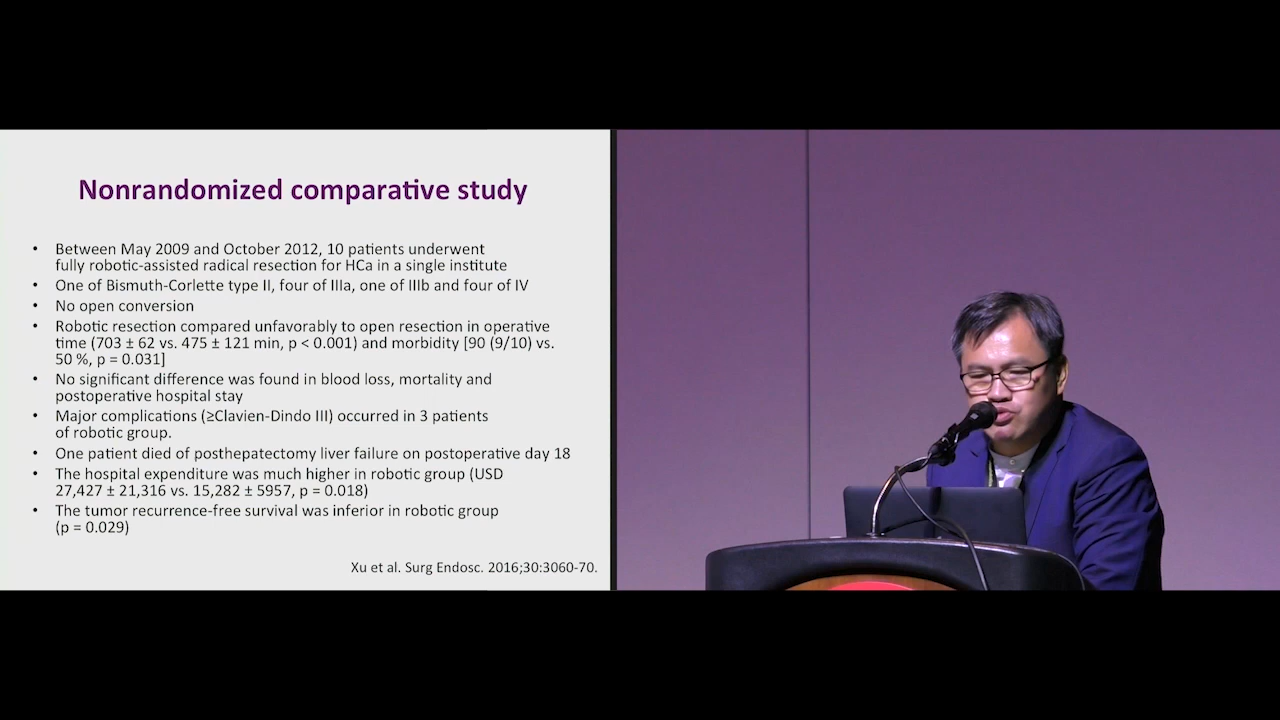 Nonrandomized comparative study
• Between May 2009 and October 2012, 10 patients underwent
fully robotic-assisted radical resection for HCa in a single institute
• One of Bismuth-Corlette type II, four of IIIa, one of IIIb and four of IV
• No open conversion
• Robotic resection compared unfavorably to open resection in operative
time (703 ± 62 vs. 475 ± 121 min, p < 0.001) and morbidity [90 (9/10) vs.
50 %, p = 0.031]
• No significant difference was found in blood loss, mortality and
postoperative hospital stay
• Major complications (≥Clavien-Dindo III) occurred in 3 patients
of robotic group.
• One patient died of posthepatectomy liver failure on postoperative day 18
• The hospital expenditure was much higher in robotic group (USD
27,427 ± 21,316 vs. 15,282 ± 5957, p = 0.018)
• The tumor recurrence-free survival was inferior in robotic group
(p = 0.029)
Xu et al. Surg Endosc. 2016;30:3060-70.